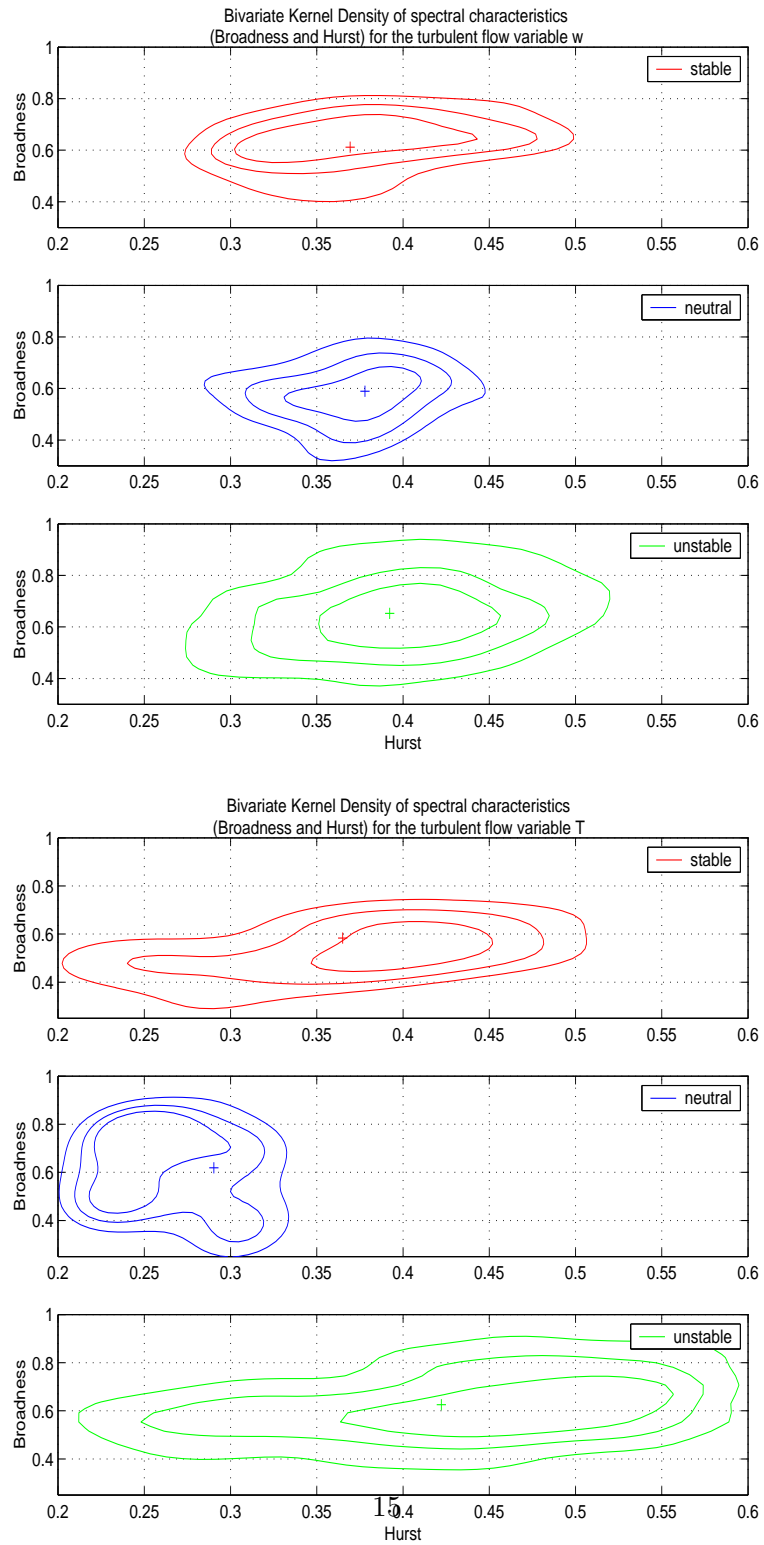 Bivariate Kernel Density of spectral characteristics
(Broadness and Hurst) for the turbulent flow variable w
1
0.8
0.6
0.4
Broadness
stable
0.2 0.25 0.3 0.35 0.4 0.45 0.5 0.55 0.6
1
0.8
0.6
0.4
Broadness
neutral
0.2 0.25 0.3 0.35 0.4 0.45 0.5 0.55 0.6
1
0.8
0.6
0.4
Broadness
unstable
0.2 0.25 0.3 0.35 0.4 0.45 0.5 0.55 0.6
Hurst
Bivariate Kernel Density of spectral characteristics
(Broadness and Hurst) for the turbulent flow variable T
1
0.8
0.6
0.4
Broadness
stable
0.2 0.25 0.3 0.35 0.4 0.45 0.5 0.55 0.6
1
0.8
0.6
0.4
Broadness
neutral
0.2 0.25 0.3 0.35 0.4 0.45 0.5 0.55 0.6
1
0.8
0.6
0.4
Broadness
unstable
0.2 0.25 0.3 0.35 0.4 0.45 0.5 0.55 0.6
15
Hurst